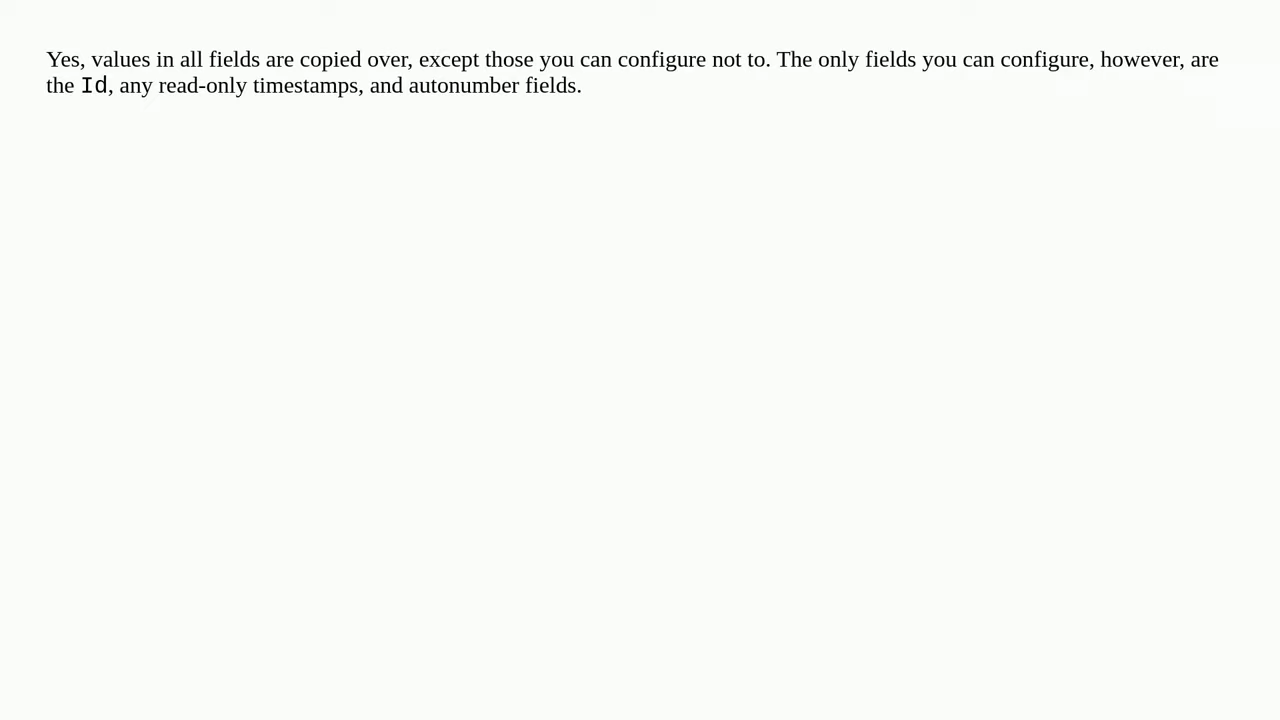 Yes, values in all fields are copied over, except those you can configure not to. The only fields you can configure, however, are
the Id, any read-only timestamps, and autonumber fields.